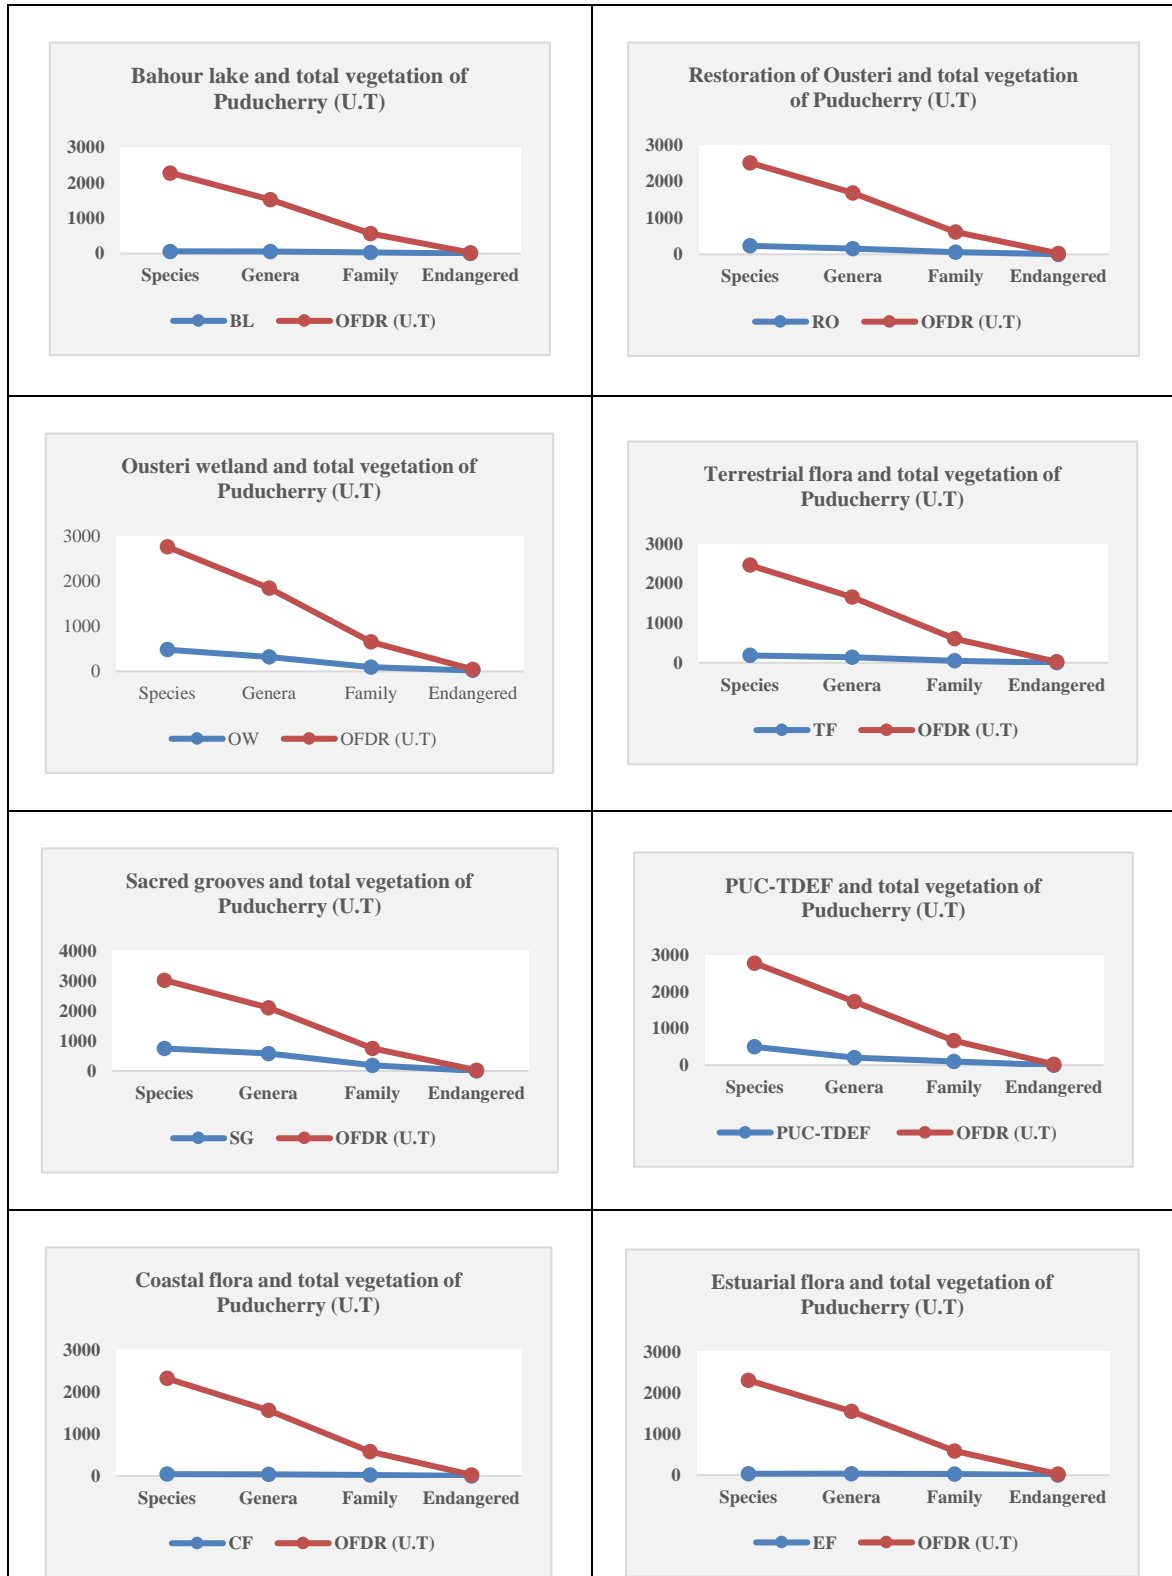 Bahour lake and total vegetation of
Puducherry (U.T)
3000
2000
1000
0
Species Genera Family Endangered
BL OFDR (U.T)
Restoration of Ousteri and total vegetation
of Puducherry (U.T)
3000
2000
1000
0
Species Genera Family Endangered
RO OFDR (U.T)
Ousteri wetland and total vegetation of
Puducherry (U.T)
3000
2000
1000
0
Species Genera Family Endangered
OW OFDR (U.T)
Terrestrial flora and total vegetation of
Puducherry (U.T)
3000
2000
1000
0
Species Genera Family Endangered
TF OFDR (U.T)
Sacred grooves and total vegetation of
Puducherry (U.T)
4000
3000
2000
1000
0
Species Genera Family Endangered
SG OFDR (U.T)
PUC-TDEF and total vegetation of
Puducherry (U.T)
3000
2000
1000
0
Species Genera Family Endangered
PUC-TDEF OFDR (U.T)
Coastal flora and total vegetation of
Puducherry (U.T)
3000
2000
1000
0
Species Genera Family Endangered
CF OFDR (U.T)
Estuarial flora and total vegetation of
Puducherry (U.T)
3000
2000
1000
0
Species Genera Family Endangered
EF OFDR (U.T)